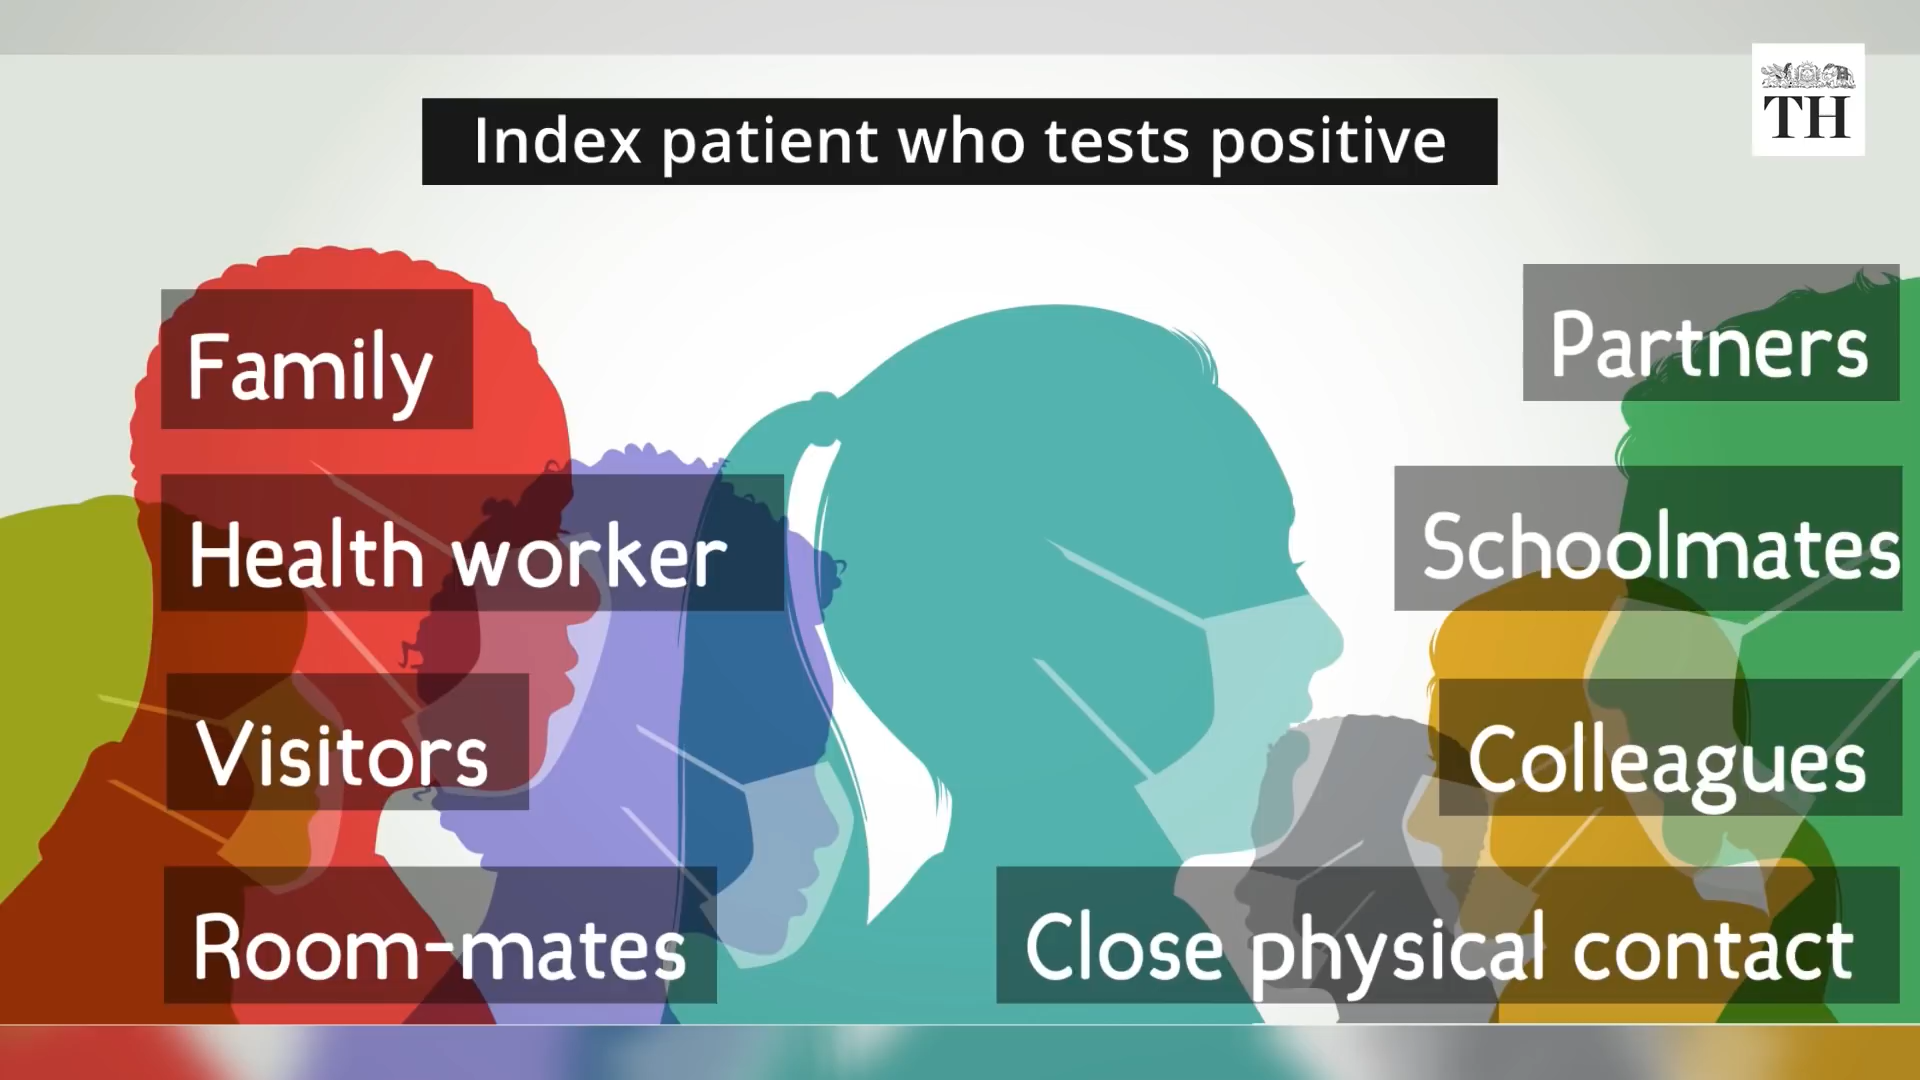 Index patient who tests positive
TH
Family
Health worker
Visitors
Room-mates
Partners
Schoolmates
Colleagues
Close physical contact